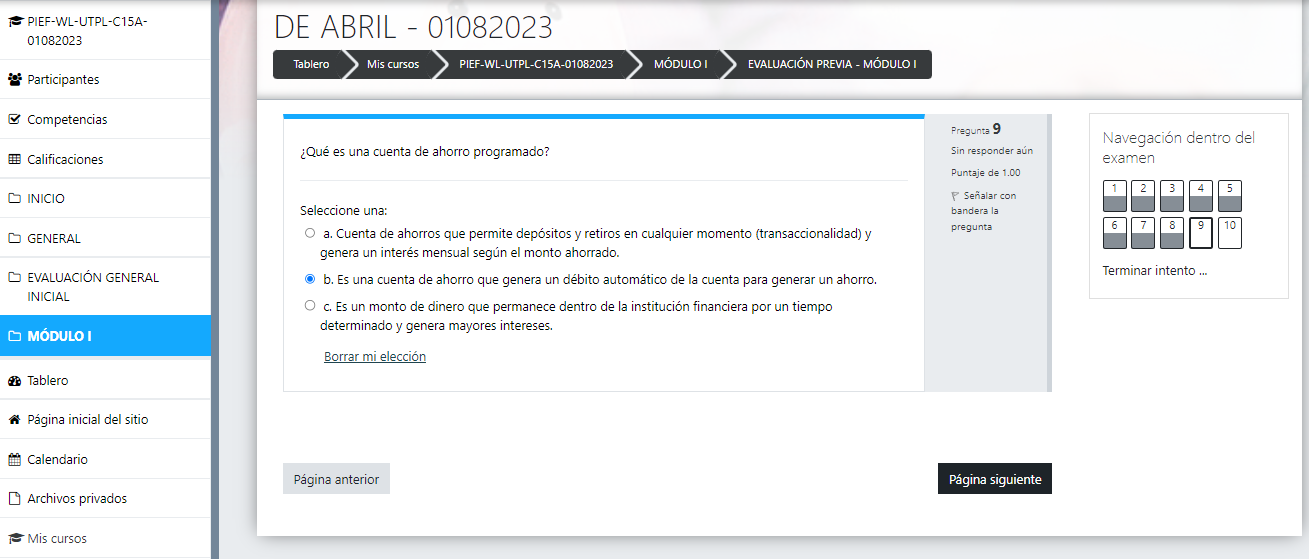 PIEF-WL-UTPL-C15A-
01082023
Participantes
Competencias
Calificaciones
INICIO
GENERAL
EVALUACIÓN GENERAL
INICIAL
MÓDULO I
Tablero
Página inicial del sitio
Calendario
Archivos privados
Mis cursos
DE ABRIL - 01082023
Tablero
Mis cursos
PIEF-WL-UTPL-C15A-01082023
MÓDULO I
EVALUACIÓN PREVIA - MÓDULO I
¿Qué es una cuenta de ahorro programado?
Seleccione una:
a. Cuenta de ahorros que permite depósitos y retiros en cualquier momento (transaccionalidad) y
genera un interés mensual según el monto ahorrado.
b. Es una cuenta de ahorro que genera un débito automático de la cuenta para generar un ahorro.
c. Es un monto de dinero que permanece dentro de la institución financiera por un tiempo
determinado y genera mayores intereses.
Borrar mi elección
Pregunta 9
Sin responder aún
Puntaje de 1.00
Señalar con
bandera la
pregunta
Página anterior
Página siguiente
Navegación dentro del
examen
1 2 3 4 5
6 7 8 9 10
Terminar intento ...